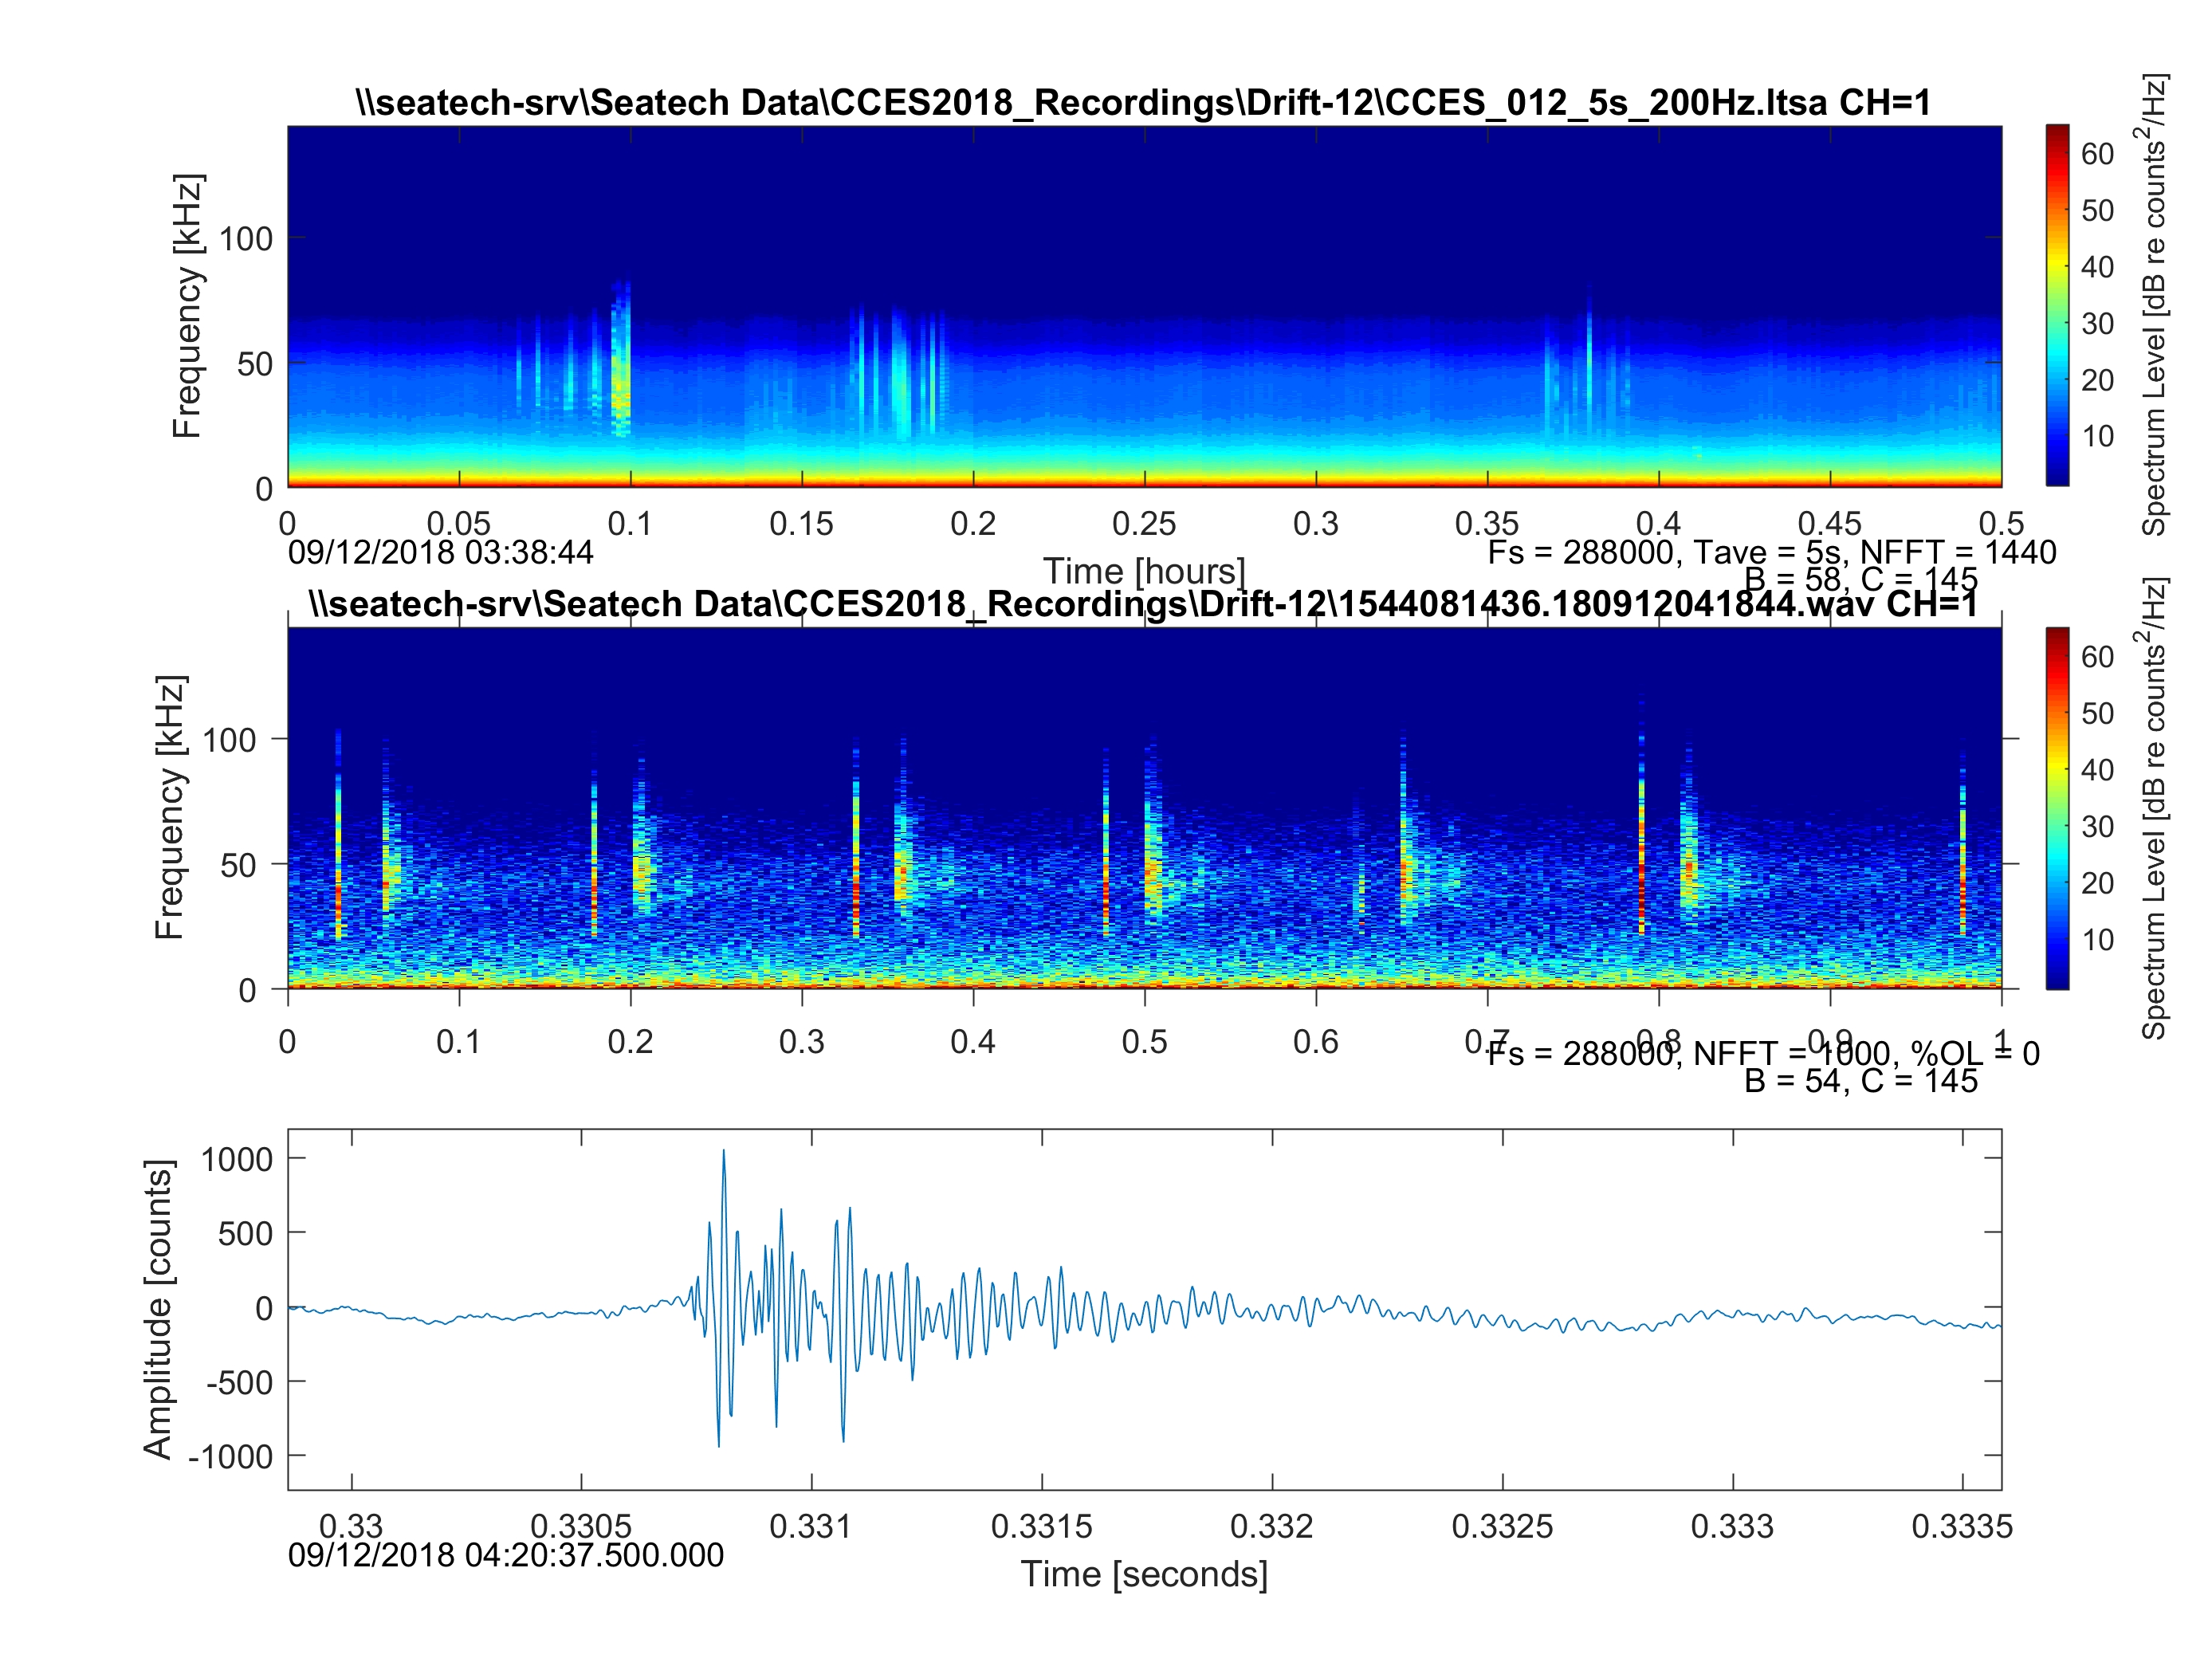 \\seatech-srv\Seatech Data\CCES2018_Recordings\Drift-12\CCES_012_5s_200Hz.ltsa CH=1
Frequency [kHz]
100
50
0
0 0.05 0.1 0.15 0.2 0.25 0.3 0.35 0.4 0.45 0.5
60
50
40
30
20
10
Spectrum Level [dB re counts²/Hz]
09/12/2018 03:38:44
Time [hours]
Fs = 288000, Tave = 5s, NFFT = 1440
B = 58, C = 145
\\seatech-srv\Seatech Data\CCES2018_Recordings\Drift-12\1544081436.180912041844.wav CH=1
Frequency [kHz]
100
50
0
0 0.1 0.2 0.3 0.4 0.5 0.6 0.7 0.8 0.9 1
60
50
40
30
20
10
Spectrum Level [dB re counts²/Hz]
Fs = 288000, NFFT = 1000, %OL = 0
B = 54, C = 145
Amplitude [counts]
1000
500
0
-500
-1000
0.33 0.3305 0.331 0.3315 0.332 0.3325 0.333 0.3335
09/12/2018 04:20:37.500.000
Time [seconds]